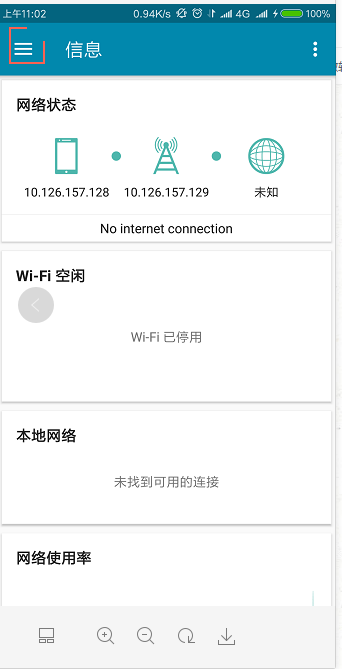 上午11:02 0.94K/s 4G 100%
信息
网络状态
10.126.157.128 10.126.157.129 未知
No internet connection
Wi-Fi 空闲
Wi-Fi 已停用
本地网络
未找到可用的连接
网络使用率